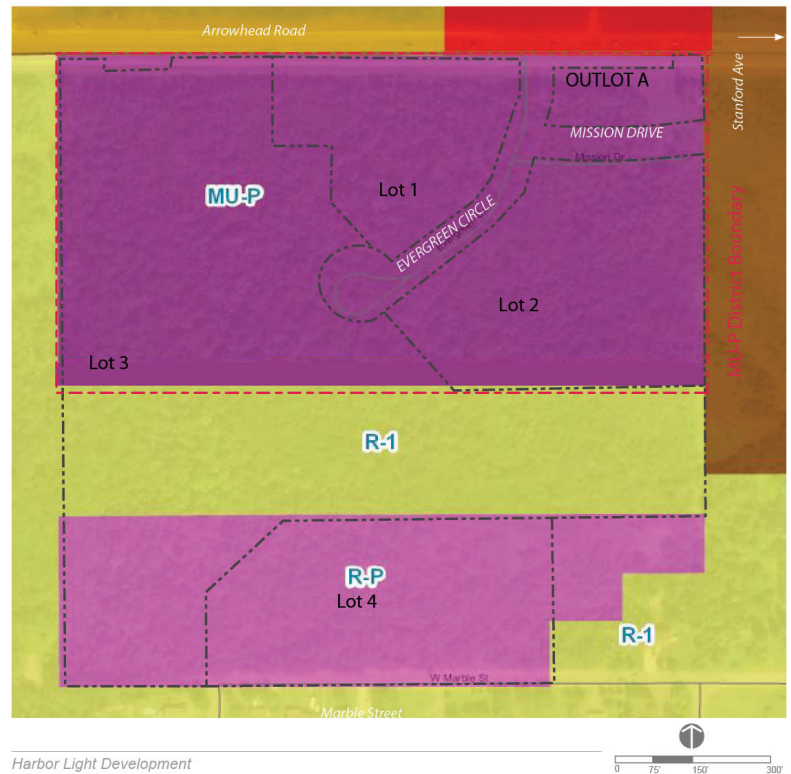 Arrowhead Road
Stanford Ave
OUTLOT A
MISSION DRIVE
Mission Dr
MU-P
Lot 1
EVERGREEN CIRCLE
Lot 2
MU-P District Boundary
Lot 3
R-1
R-P
Lot 4
R-1
W Marble St
Marble Street
Harbor Light Development
0 75' 150' 300'